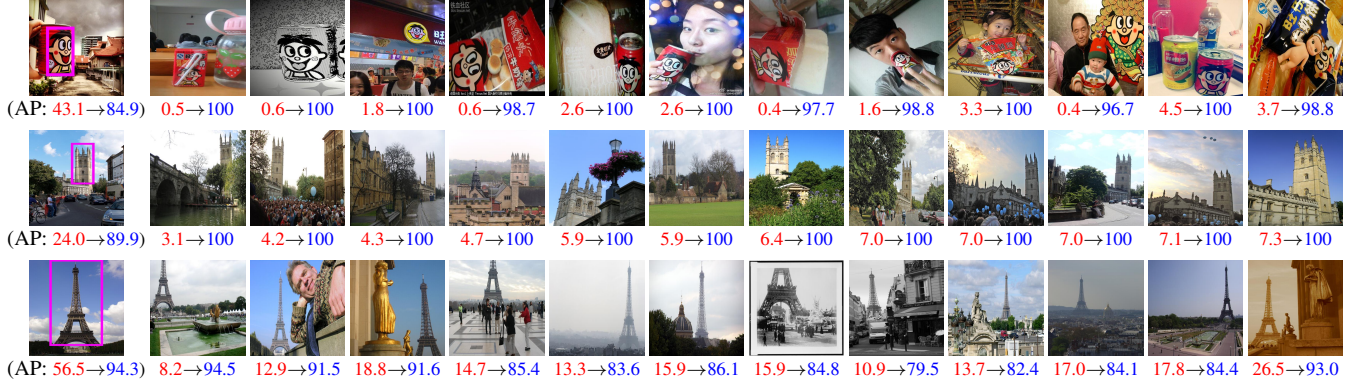 (AP: 43.1→84.9) 0.5→100 0.6→100 1.8→100 0.6→98.7 2.6→100 2.6→100 0.4→97.7 1.6→98.8 3.3→100 0.4→96.7 4.5→100 3.7→98.8
(AP: 24.0→89.9) 3.1→100 4.2→100 4.3→100 4.7→100 5.9→100 5.9→100 6.4→100 7.0→100 7.0→100 7.0→100 7.1→100 7.3→100
(AP: 56.5→94.3) 8.2→94.5 12.9→91.5 18.8→91.6 14.7→85.4 13.3→83.6 15.9→86.1 15.9→84.8 10.9→79.5 13.7→82.4 17.0→84.1 17.8→84.4 26.5→93.0